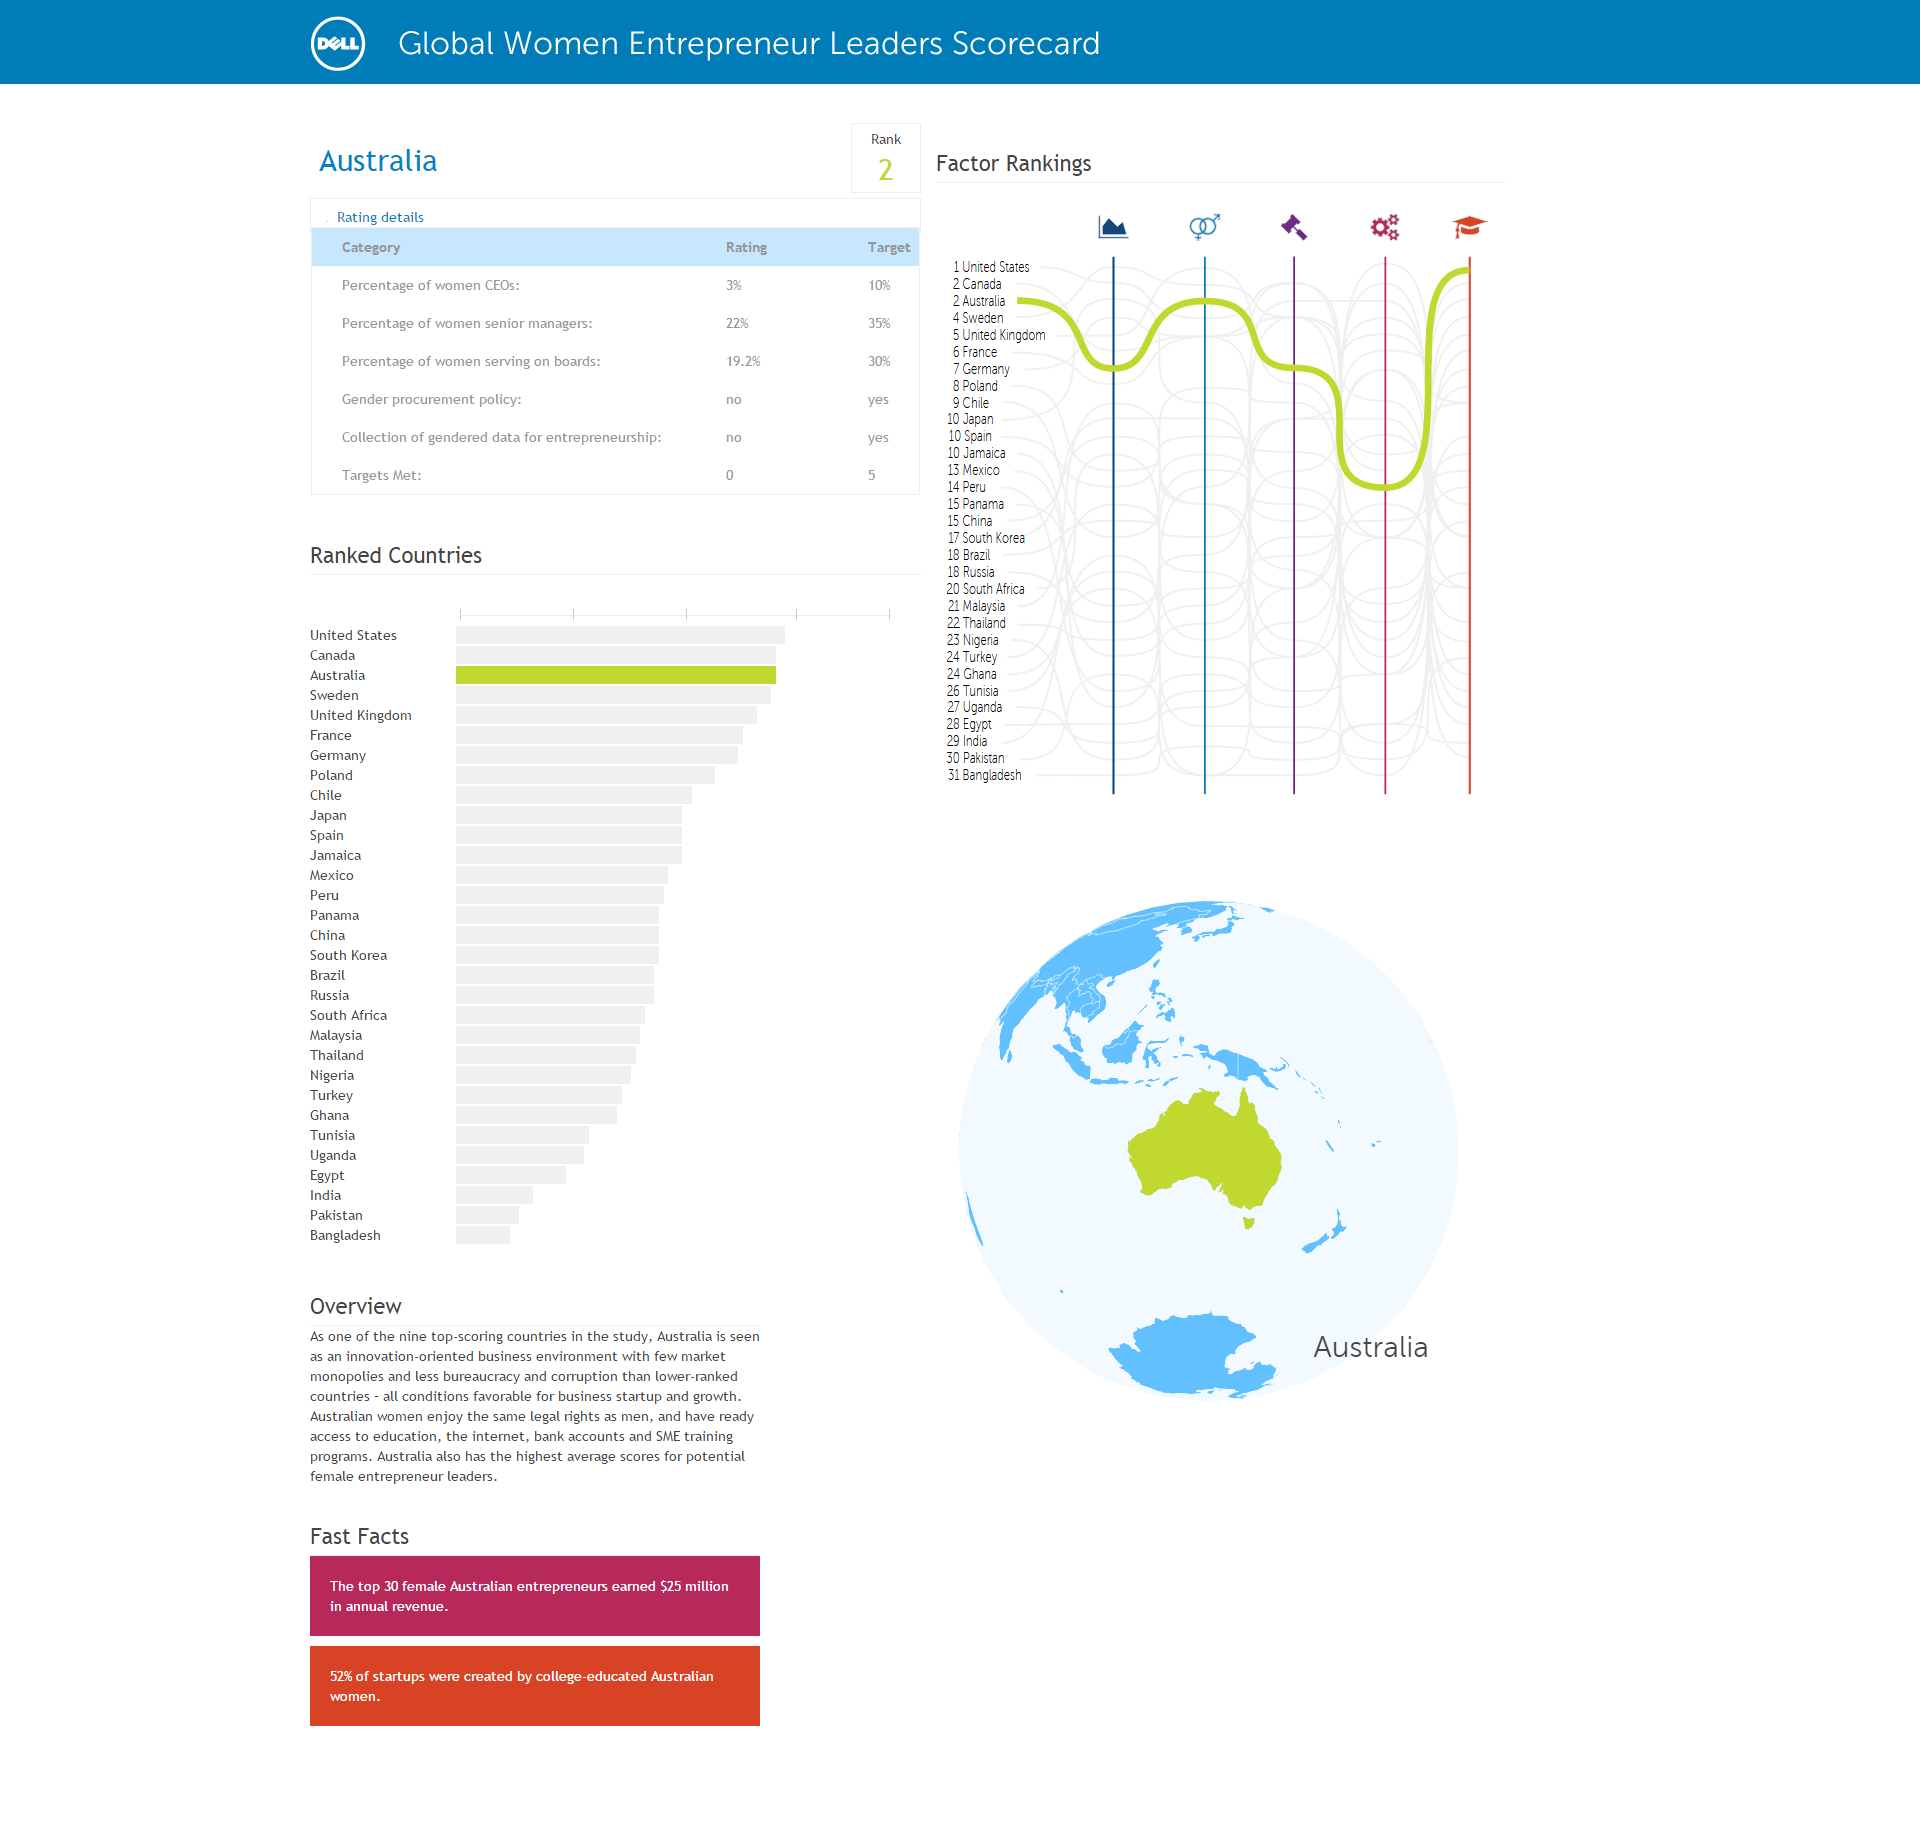 DELL
Global Women Entrepreneur Leaders Scorecard
Australia
Rank
2
Rating details
Category Rating Target
Percentage of women CEOs: 3% 10%
Percentage of women senior managers: 22% 35%
Percentage of women serving on boards: 19.2% 30%
Gender procurement policy: no yes
Collection of gendered data for entrepreneurship: no yes
Targets Met: 0 5
Ranked Countries
United States
Canada
Australia
Sweden
United Kingdom
France
Germany
Poland
Chile
Japan
Spain
Jamaica
Mexico
Peru
Panama
China
South Korea
Brazil
Russia
South Africa
Malaysia
Thailand
Nigeria
Turkey
Ghana
Tunisia
Uganda
Egypt
India
Pakistan
Bangladesh
Overview
As one of the nine top-scoring countries in the study, Australia is seen
as an innovation-oriented business environment with few market
monopolies and less bureaucracy and corruption than lower-ranked
countries – all conditions favorable for business startup and growth.
Australian women enjoy the same legal rights as men, and have ready
access to education, the internet, bank accounts and SME training
programs. Australia also has the highest average scores for potential
female entrepreneur leaders.
Fast Facts
The top 30 female Australian entrepreneurs earned $25 million
in annual revenue.
52% of startups were created by college-educated Australian
women.
Factor Rankings
1 United States
2 Canada
2 Australia
4 Sweden
5 United Kingdom
6 France
7 Germany
8 Poland
9 Chile
10 Japan
10 Spain
10 Jamaica
13 Mexico
14 Peru
15 Panama
15 China
17 South Korea
18 Brazil
18 Russia
20 South Africa
21 Malaysia
22 Thailand
23 Nigeria
24 Turkey
24 Ghana
26 Tunisia
27 Uganda
28 Egypt
29 India
30 Pakistan
31 Bangladesh
Australia